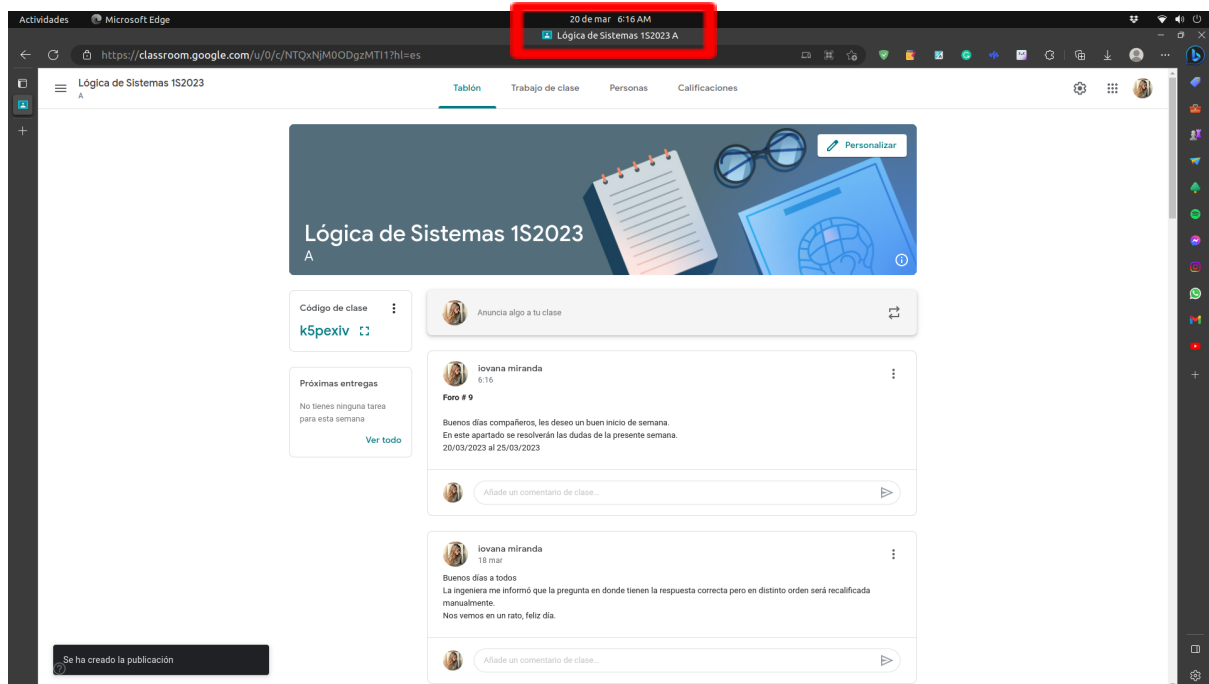 Actividades
Microsoft Edge
20 de mar 6:16 AM
Lógica de Sistemas 1S2023 A
https://classroom.google.com/u/0/c/NTQxNjM0ODgzMTI1?hl=es
Lógica de Sistemas 1S2023
A
Tablón
Trabajo de clase
Personas
Calificaciones
Personalizar
Lógica de Sistemas 1S2023
A
Código de clase
k5pexiv
Anuncia algo a tu clase
Próximas entregas
No tienes ninguna tarea
para esta semana
Ver todo
iovana miranda
6:16
Foro # 9
Buenos días compañeros, les deseo un buen inicio de semana.
En este apartado se resolverán las dudas de la presente semana.
20/03/2023 al 25/03/2023
Añade un comentario de clase...
iovana miranda
18 mar
Buenos días a todos
La ingeniera me informó que la pregunta en donde tienen la respuesta correcta pero en distinto orden será recalificada
manualmente.
Nos vemos en un rato, feliz día.
Añade un comentario de clase...
Se ha creado la publicación